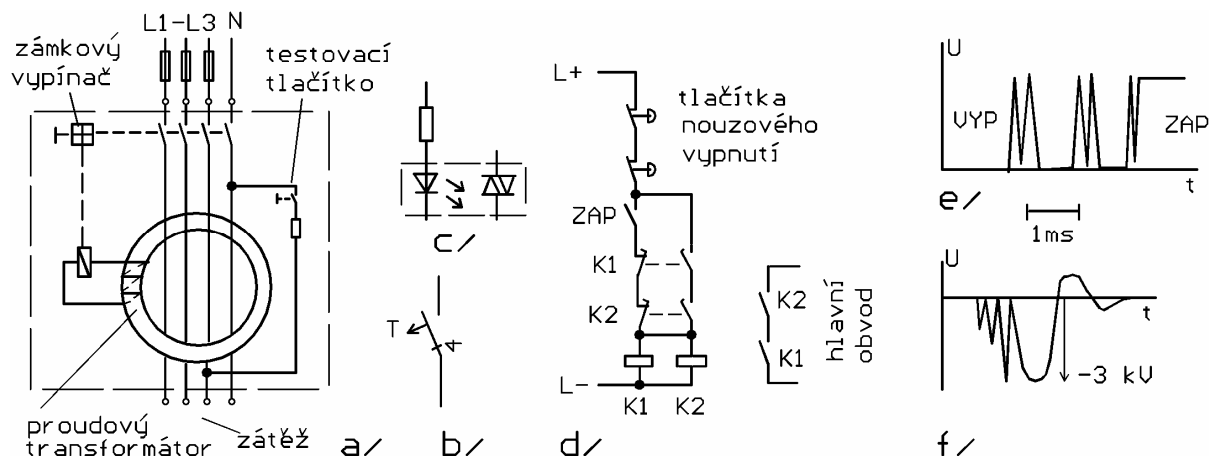 L1-L3 N
zámkový
vypínač
testovací
tlačítko
proudový
transformátor
zátěž
a/
T
b/
c/
L+
tlačítka
nouzového
vypnutí
ZAP
K1
K2
L-
K1 K2
K2
K1
hlavní
obvod
d/
U
VYP
ZAP
t
e/
1ms
U
t
-3 kV
f/